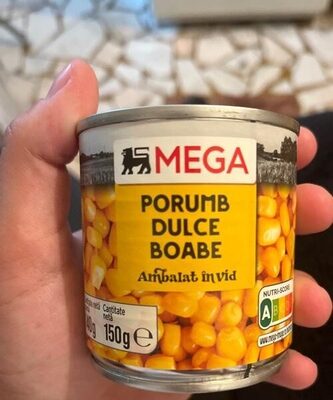 MEGA
PORUMB
DULCE
BOABE
Ambalat în vid
Cantitate
netă
150g e
NUTRI-SCORE
A B